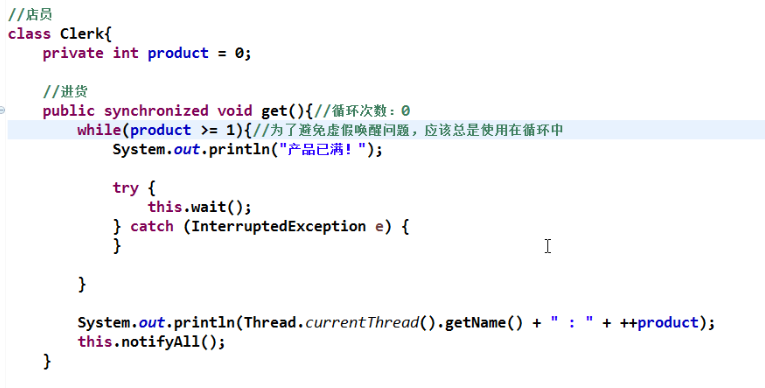 //店员
class Clerk{
    private int product = 0;

    //进货
    public synchronized void get(){//循环次数：0
        while(product >= 1){//为了避免虚假唤醒问题，应该总是使用在循环中
            System.out.println("产品已满！");

            try {
                this.wait();
            } catch (InterruptedException e) {
            }

        }

        System.out.println(Thread.currentThread().getName() + " : " + ++product);
        this.notifyAll();
    }